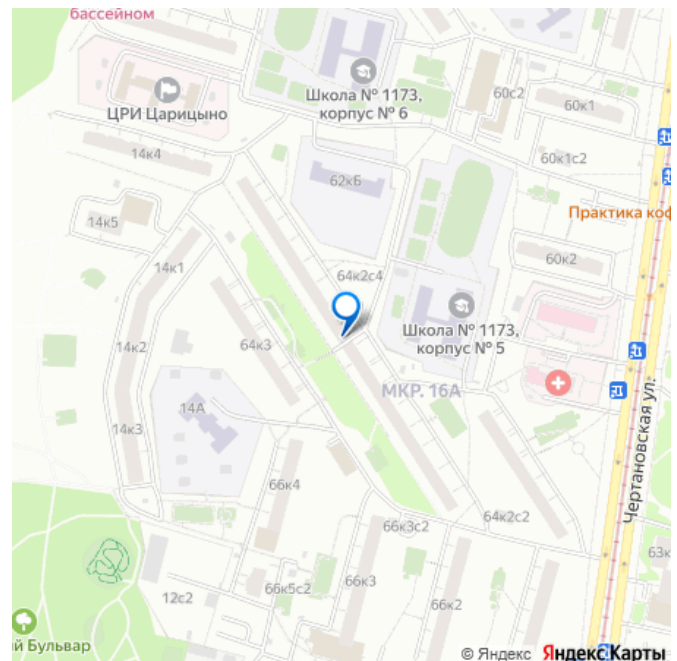 бассейном
Школа № 1173,
корпус № 6
60с2
60к1
ЦРИ Царицыно
14к4
62кБ
60к1с2
14к5
Практика коф
14к1
64к2с4
60к2
Школа № 1173,
корпус № 5
14к2
64к3
МКР. 16А
14А
14к3
Чертановская ул.
66к4
64к2с2
66к3с2
63к
12с2
66к5с2
66к3
66к2
ий Бульвар
© Яндекс Яндекс Карты